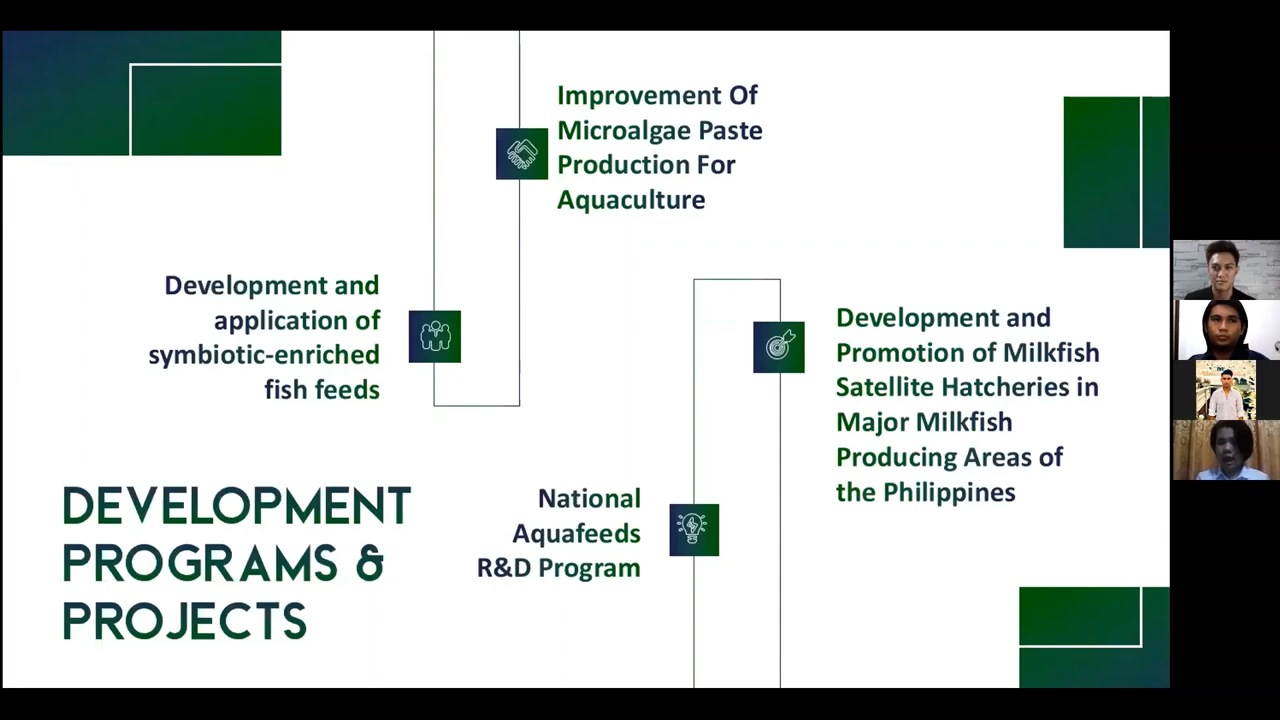 Improvement Of
Microalgae Paste
Production For
Aquaculture
Development and
application of
symbiotic-enriched
fish feeds
Development and
Promotion of Milkfish
Satellite Hatcheries in
Major Milkfish
Producing Areas of
the Philippines
National
Aquafeeds
R&D Program
DEVELOPMENT
PROGRAMS &
PROJECTS